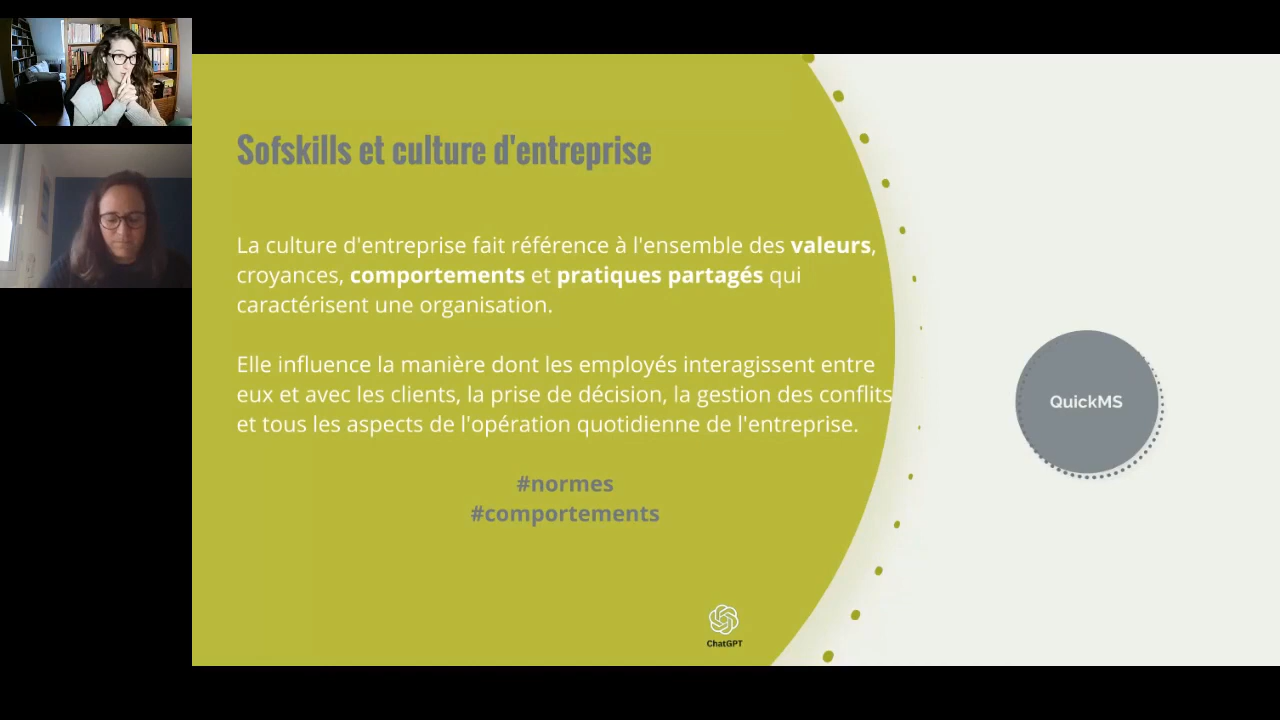 Sofskills et culture d'entreprise
La culture d'entreprise fait référence à l'ensemble des valeurs,
croyances, comportements et pratiques partagés qui
caractérisent une organisation.
Elle influence la manière dont les employés interagissent entre
eux et avec les clients, la prise de décision, la gestion des conflits
et tous les aspects de l'opération quotidienne de l'entreprise.
#normes
#comportements
ChatGPT
QuickMS